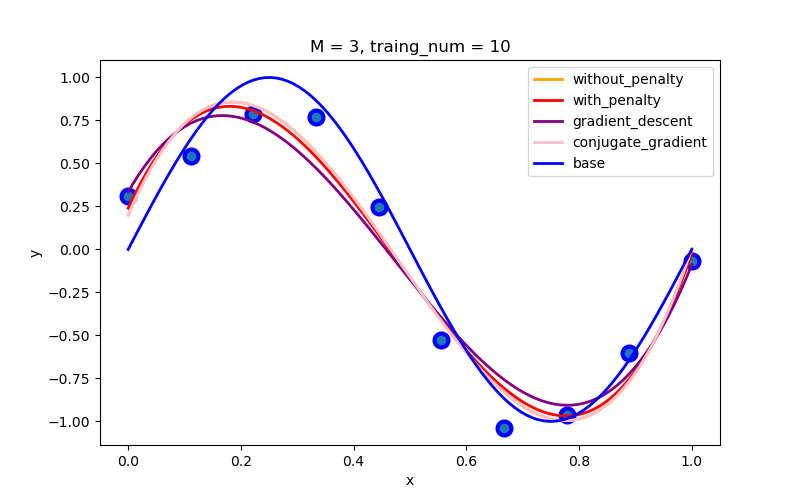 M = 3, traing_num = 10
1.00
0.75
0.50
0.25
0.00
−0.25
−0.50
−0.75
−1.00
y
0.0 0.2 0.4 0.6 0.8 1.0
x
without_penalty
with_penalty
gradient_descent
conjugate_gradient
base